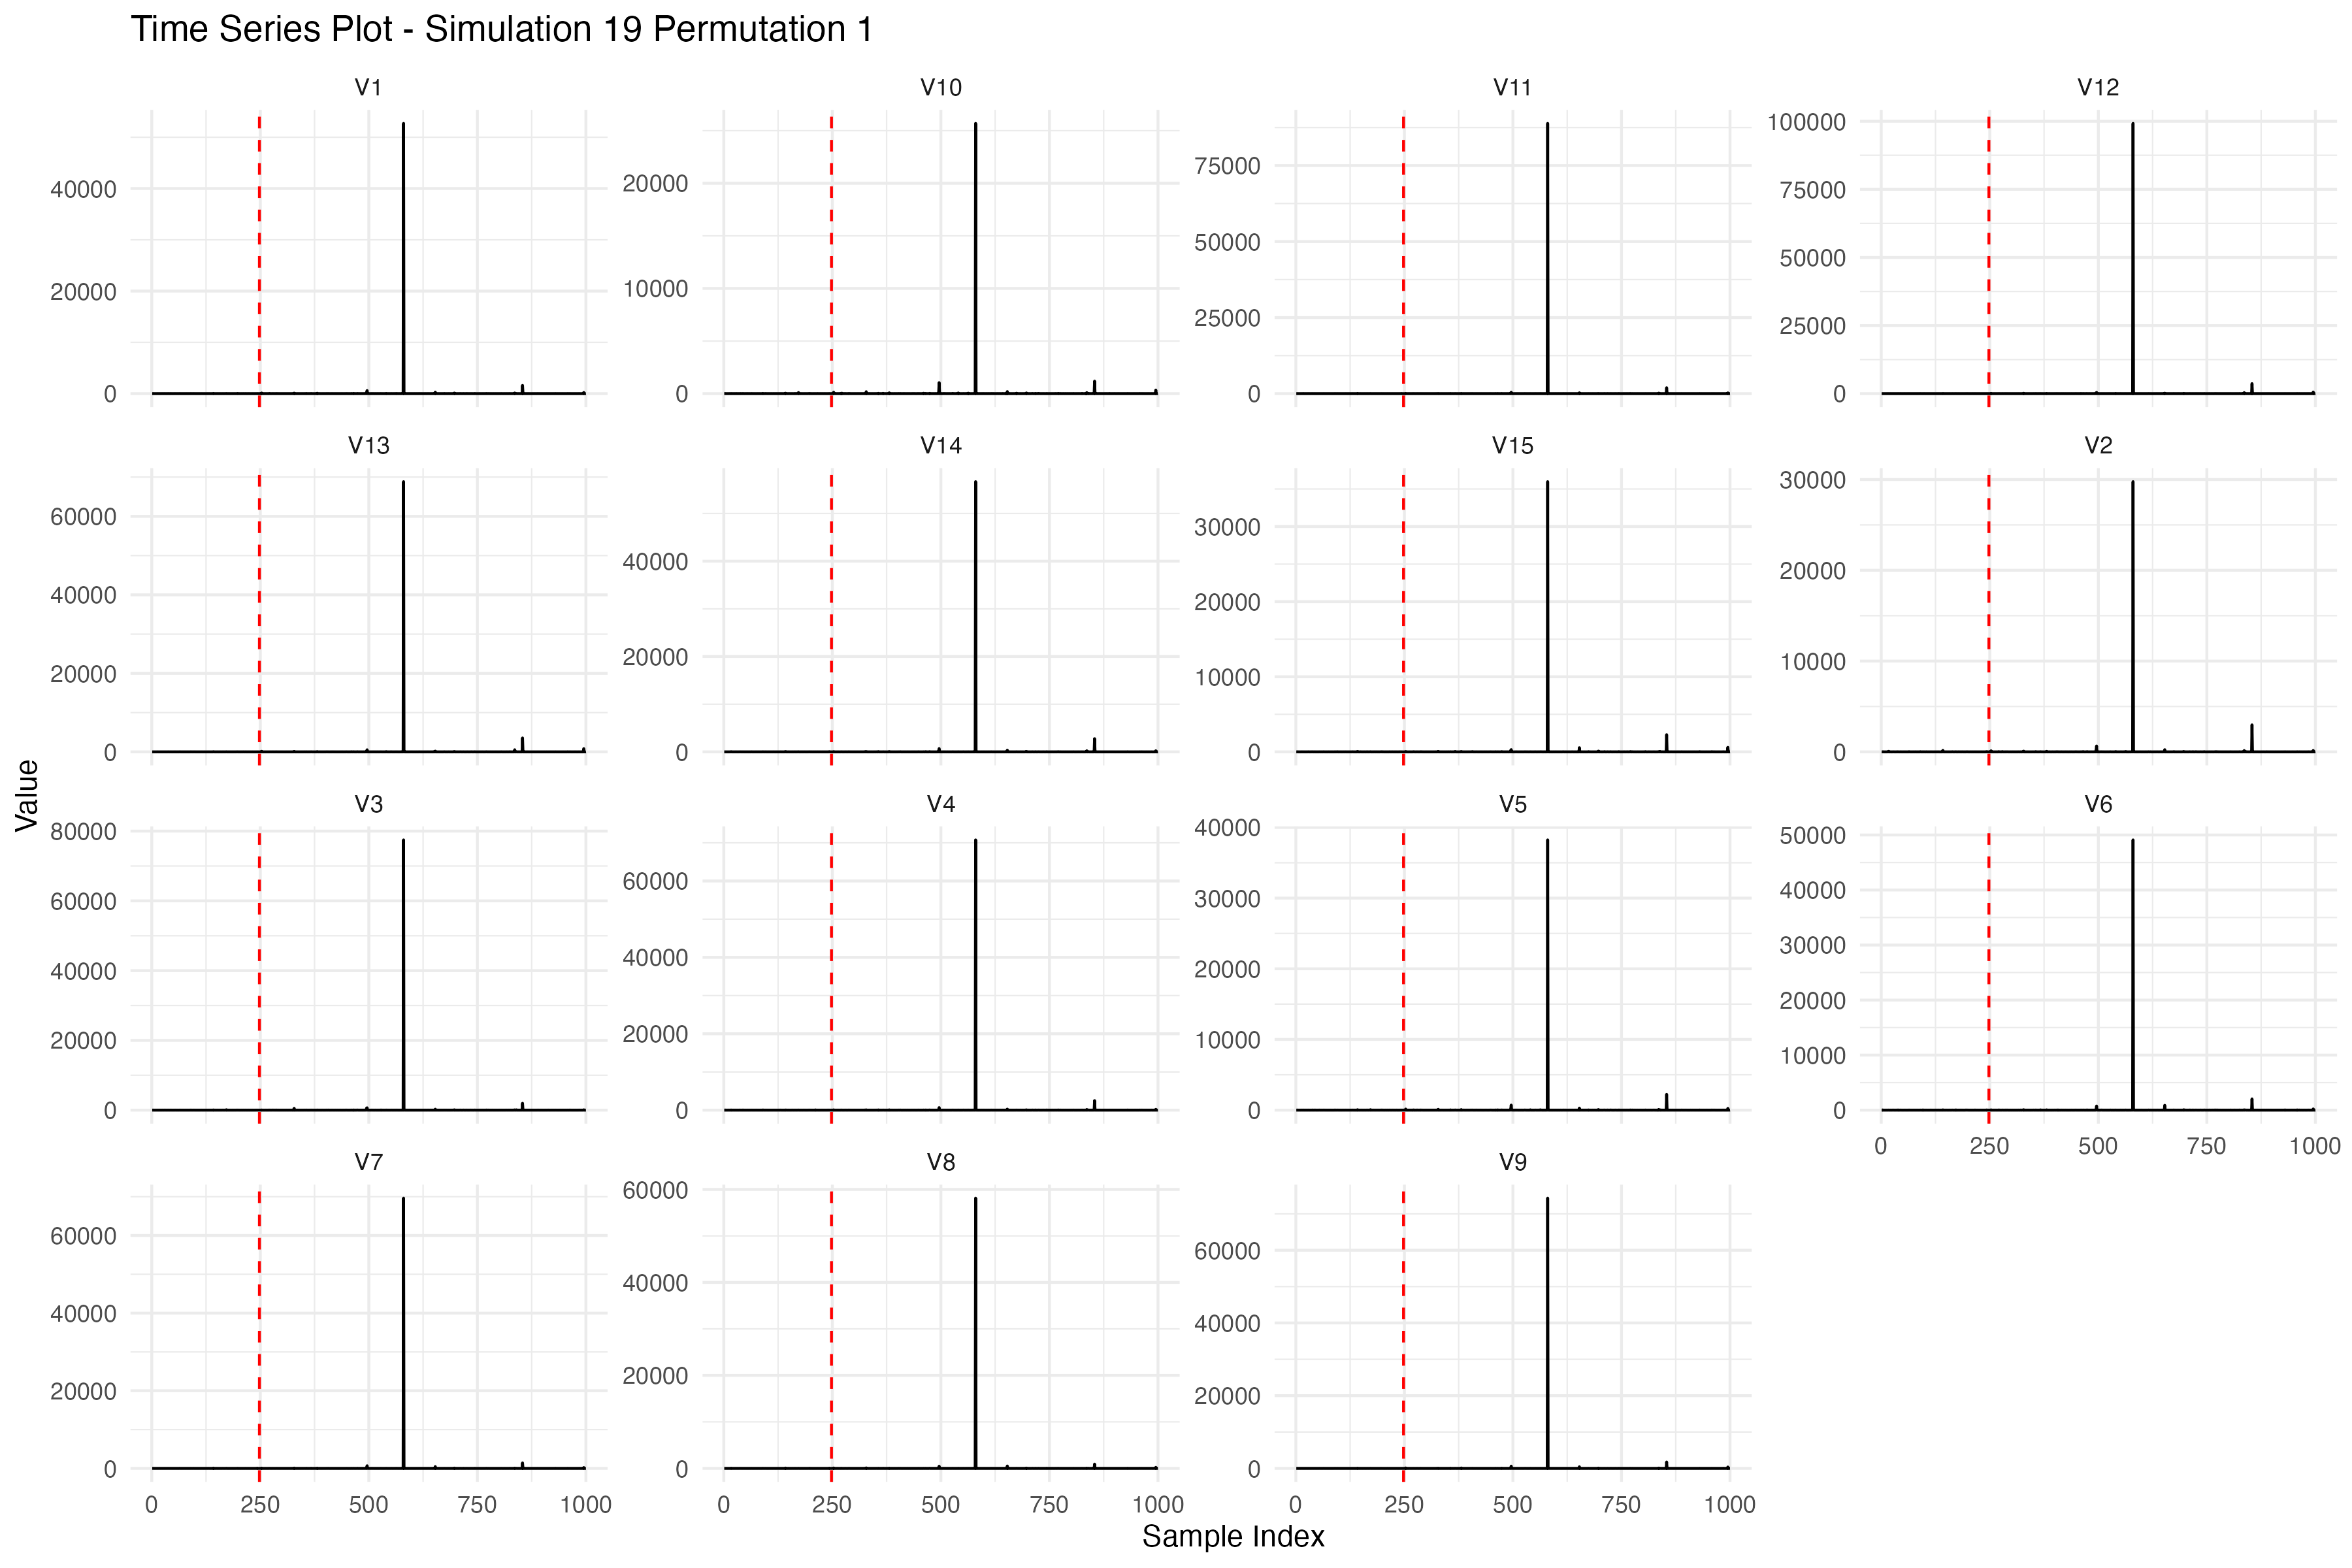 Time Series Plot - Simulation 19 Permutation 1
V1
V10
V11
V12
40000
20000
0
20000
10000
0
75000
50000
25000
0
100000
75000
50000
25000
0
V13
V14
V15
V2
60000
40000
20000
0
40000
20000
0
30000
20000
10000
0
30000
20000
10000
0
Value
V3
V4
V5
V6
80000
60000
40000
20000
0
60000
40000
20000
0
40000
30000
20000
10000
0
50000
40000
30000
20000
10000
0
0 250 500 750 1000
V7
V8
V9
60000
40000
20000
0
60000
40000
20000
0
60000
40000
20000
0
0 250 500 750 1000
0 250 500 750 1000
0 250 500 750 1000
Sample Index